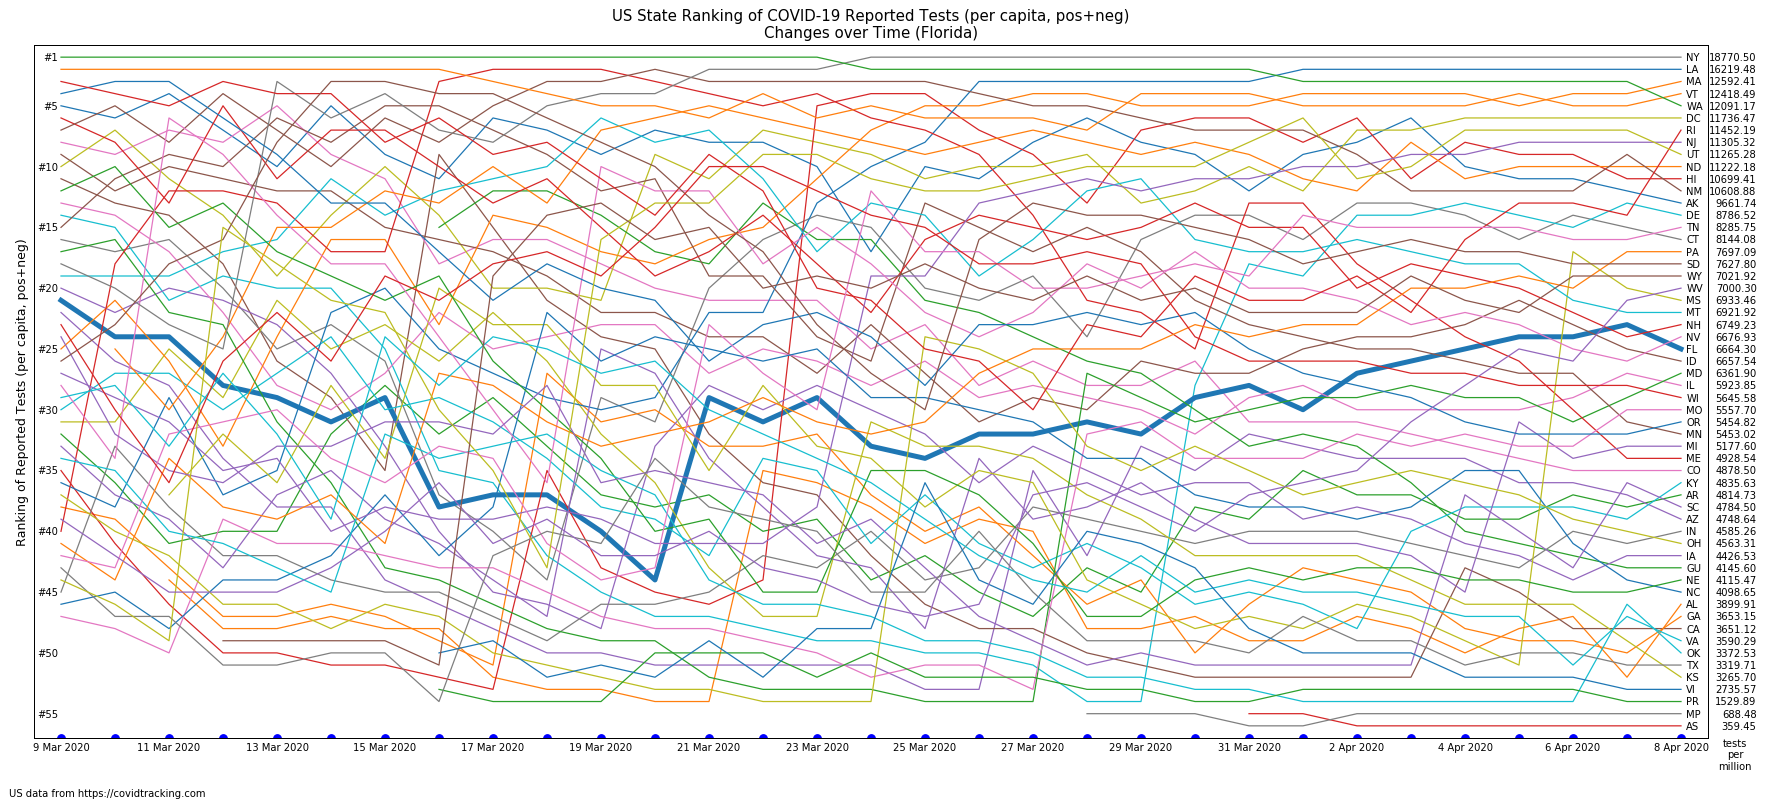 US State Ranking of COVID-19 Reported Tests (per capita, pos+neg)
Changes over Time (Florida)
Ranking of Reported Tests (per capita, pos+neg)
#1
#5
#10
#15
#20
#25
#30
#35
#40
#45
#50
#55
NY 18770.50
LA 16219.48
MA 12592.41
VT 12418.49
WA 12091.17
DC 11736.47
RI 11452.19
NJ 11305.32
UT 11265.28
ND 11222.18
HI 10699.41
NM 10608.88
AK 9661.74
DE 8786.52
TN 8285.75
CT 8144.08
PA 7697.09
SD 7627.80
WY 7021.92
WV 7000.30
MS 6933.46
MT 6921.92
NH 6749.23
NV 6676.93
FL 6664.30
ID 6657.54
MD 6361.90
IL 5923.85
WI 5645.58
MO 5557.70
OR 5454.82
MN 5453.02
MI 5177.60
ME 4928.54
CO 4878.50
KY 4835.63
AR 4814.73
SC 4784.50
AZ 4748.64
IN 4585.26
OH 4563.31
IA 4426.53
GU 4145.60
NE 4115.47
NC 4098.65
AL 3899.91
GA 3653.15
CA 3651.12
VA 3590.29
OK 3372.53
TX 3319.71
KS 3265.70
VI 2735.57
PR 1529.89
MP 688.48
AS 359.45
9 Mar 2020 11 Mar 2020 13 Mar 2020 15 Mar 2020 17 Mar 2020 19 Mar 2020 21 Mar 2020 23 Mar 2020 25 Mar 2020 27 Mar 2020 29 Mar 2020 31 Mar 2020 2 Apr 2020 4 Apr 2020 6 Apr 2020 8 Apr 2020
tests
per
million
US data from https://covidtracking.com